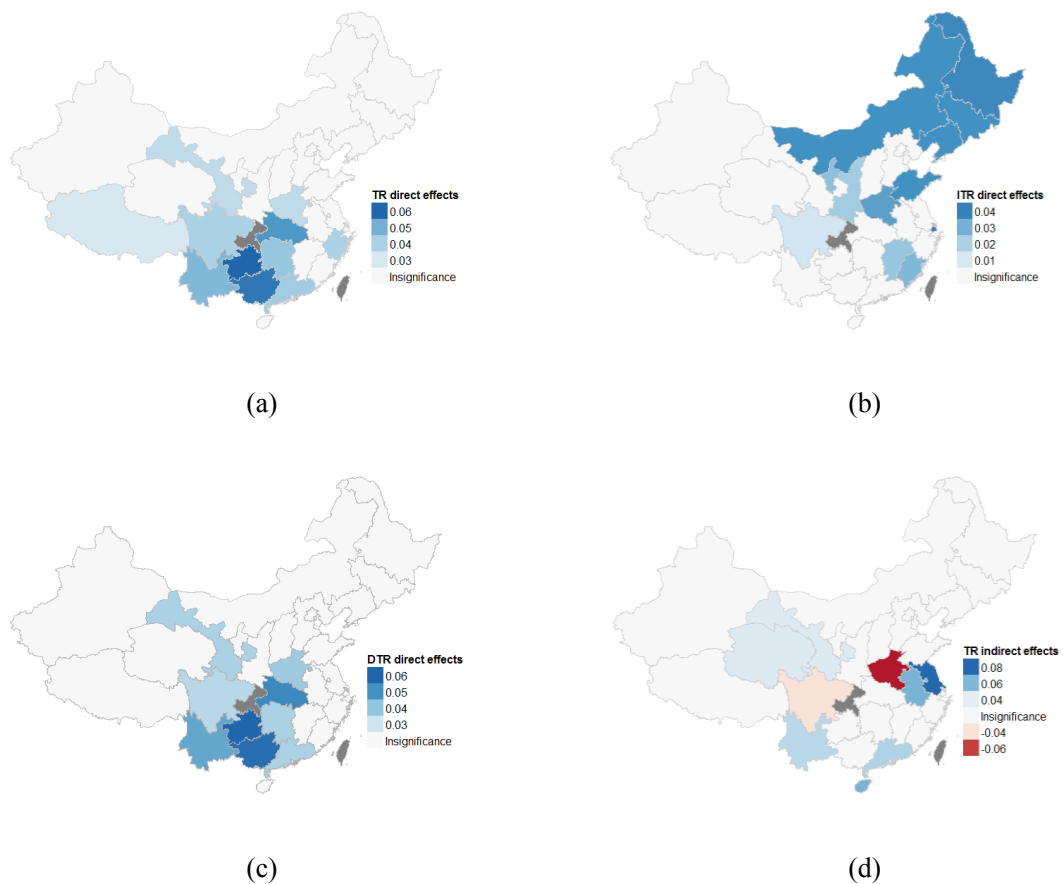 TR direct effects
0.06
0.05
0.04
0.03
Insignificance
(a)
ITR direct effects
0.04
0.03
0.02
0.01
Insignificance
(b)
DTR direct effects
0.06
0.05
0.04
0.03
Insignificance
(c)
TR indirect effects
0.08
0.06
0.04
Insignificance
-0.04
-0.06
(d)